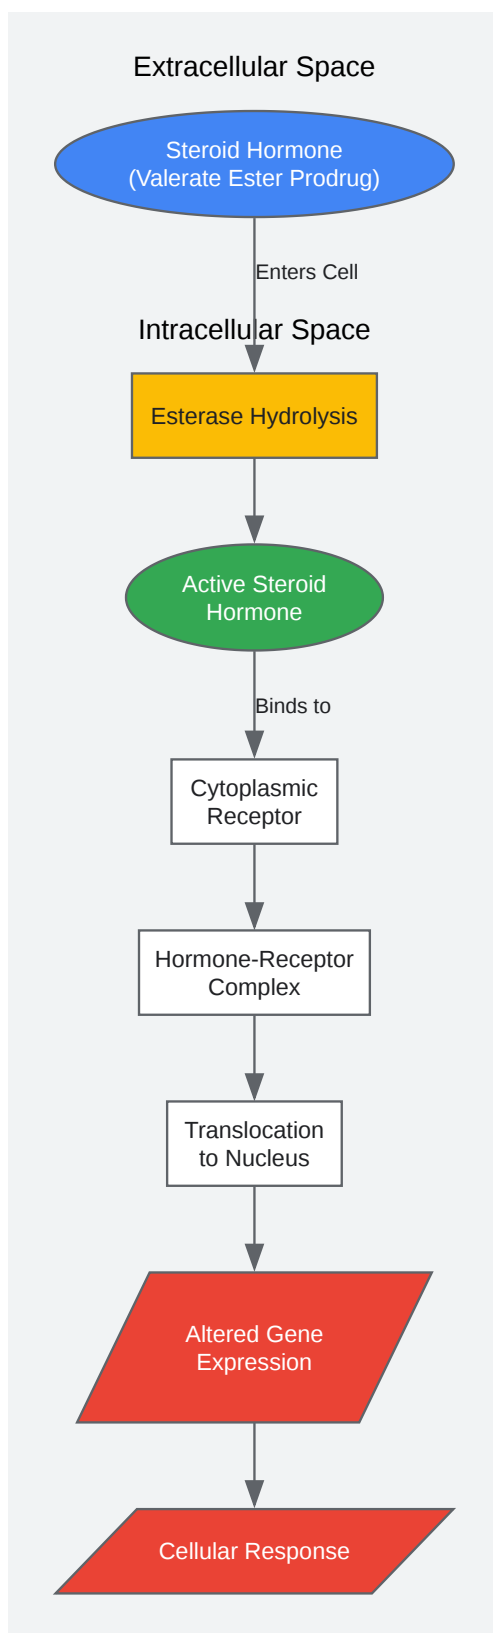 Extracellular Space
Steroid Hormone
(Valerate Ester Prodrug)
Enters Cell
Intracellular Space
Esterase Hydrolysis
Active Steroid
Hormone
Binds to
Cytoplasmic
Receptor
Hormone-Receptor
Complex
Translocation
to Nucleus
Altered Gene
Expression
Cellular Response